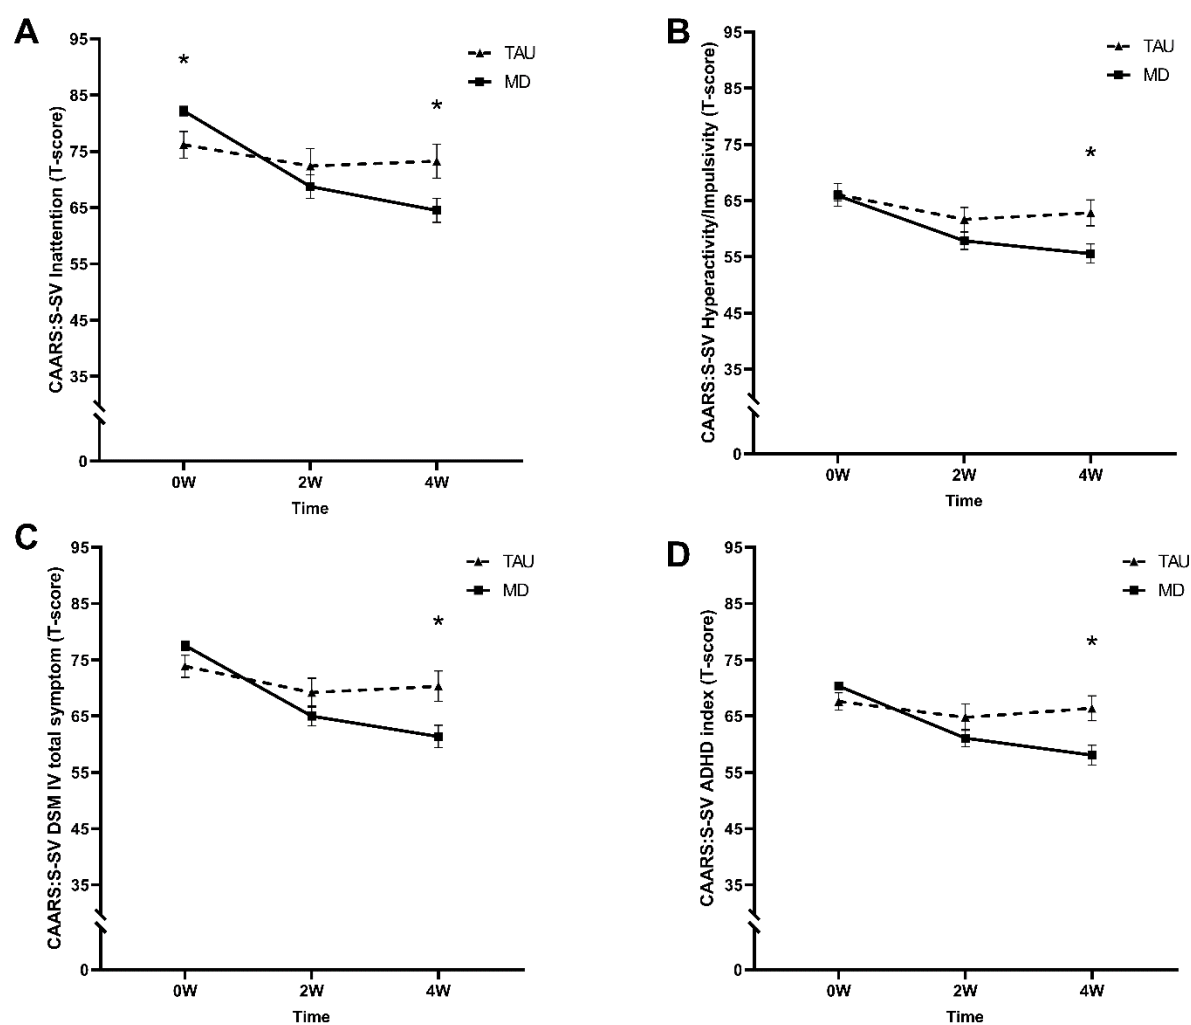 A
CAARS:S-SV Inattention (T-score)
95
85
75
65
55
45
35
0
*
*
TAU
MD
0W
2W
4W
Time
B
CAARS:S-SV Hyperactivity/Impulsivity (T-score)
95
85
75
65
55
45
35
0
*
TAU
MD
0W
2W
4W
Time
C
CAARS:S-SV DSM IV total symptom (T-score)
95
85
75
65
55
45
35
0
*
TAU
MD
0W
2W
4W
Time
D
CAARS:S-SV ADHD index (T-score)
95
85
75
65
55
45
35
0
*
TAU
MD
0W
2W
4W
Time